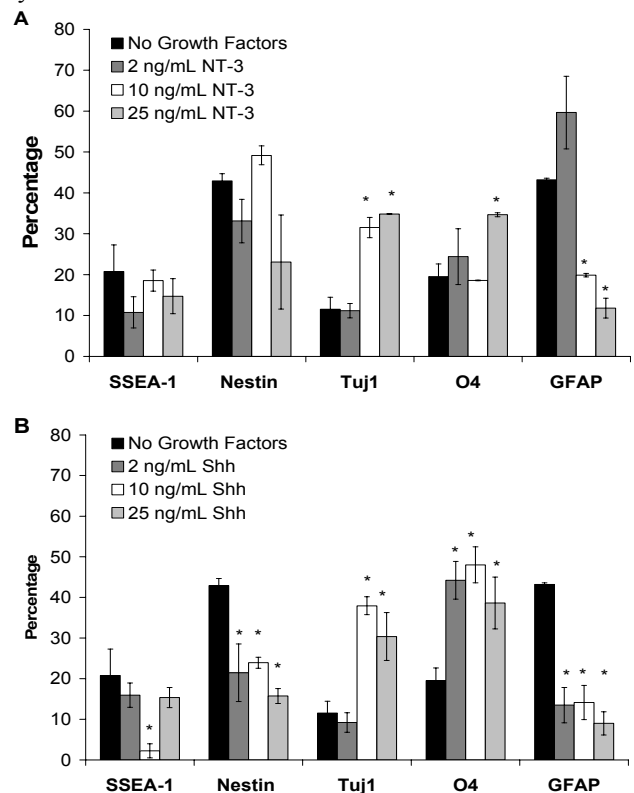 A
No Growth Factors
2 ng/mL NT-3
10 ng/mL NT-3
25 ng/mL NT-3
Percentage
80
70
60
50
40
30
20
10
0
* * * * *
SSEA-1 Nestin Tuj1 O4 GFAP
B
No Growth Factors
2 ng/mL Shh
10 ng/mL Shh
25 ng/mL Shh
Percentage
80
70
60
50
40
30
20
10
0
* * * * * * * * * * * *
SSEA-1 Nestin Tuj1 O4 GFAP